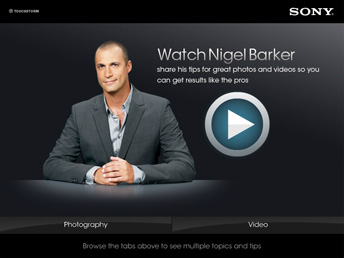 TOUCHSTORM
SONY
Watch Nigel Barker
share his tips for great photos and videos so you
can get results like the pros
Photography
Video
Browse the tabs above to see multiple topics and tips